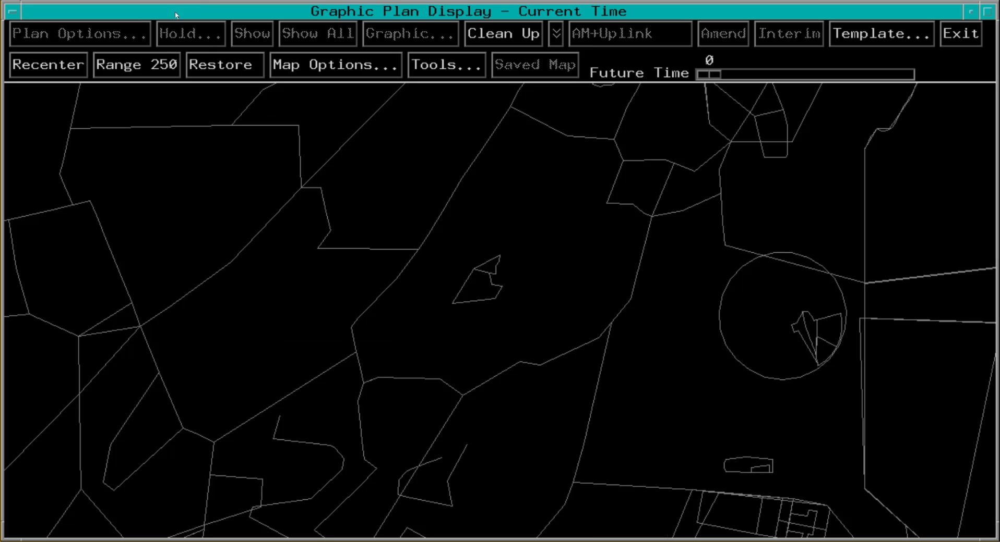 Graphic Plan Display - Current Time
Plan Options... Hold... Show Show All Graphic... Clean Up AM+Uplink Amend Interim Template... Exit
0
Recenter Range 250 Restore Map Options... Tools... Saved Map Future Time